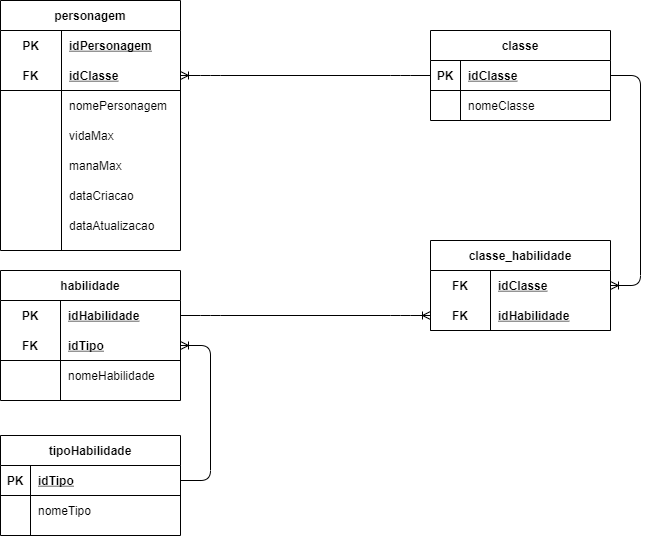 personagem
PK idPersonagem
FK idClasse
nomePersonagem
vidaMax
manaMax
dataCriacao
dataAtualizacao
classe
PK idClasse
nomeClasse
classe_habilidade
FK idClasse
FK idHabilidade
habilidade
PK idHabilidade
FK idTipo
nomeHabilidade
tipoHabilidade
PK idTipo
nomeTipo